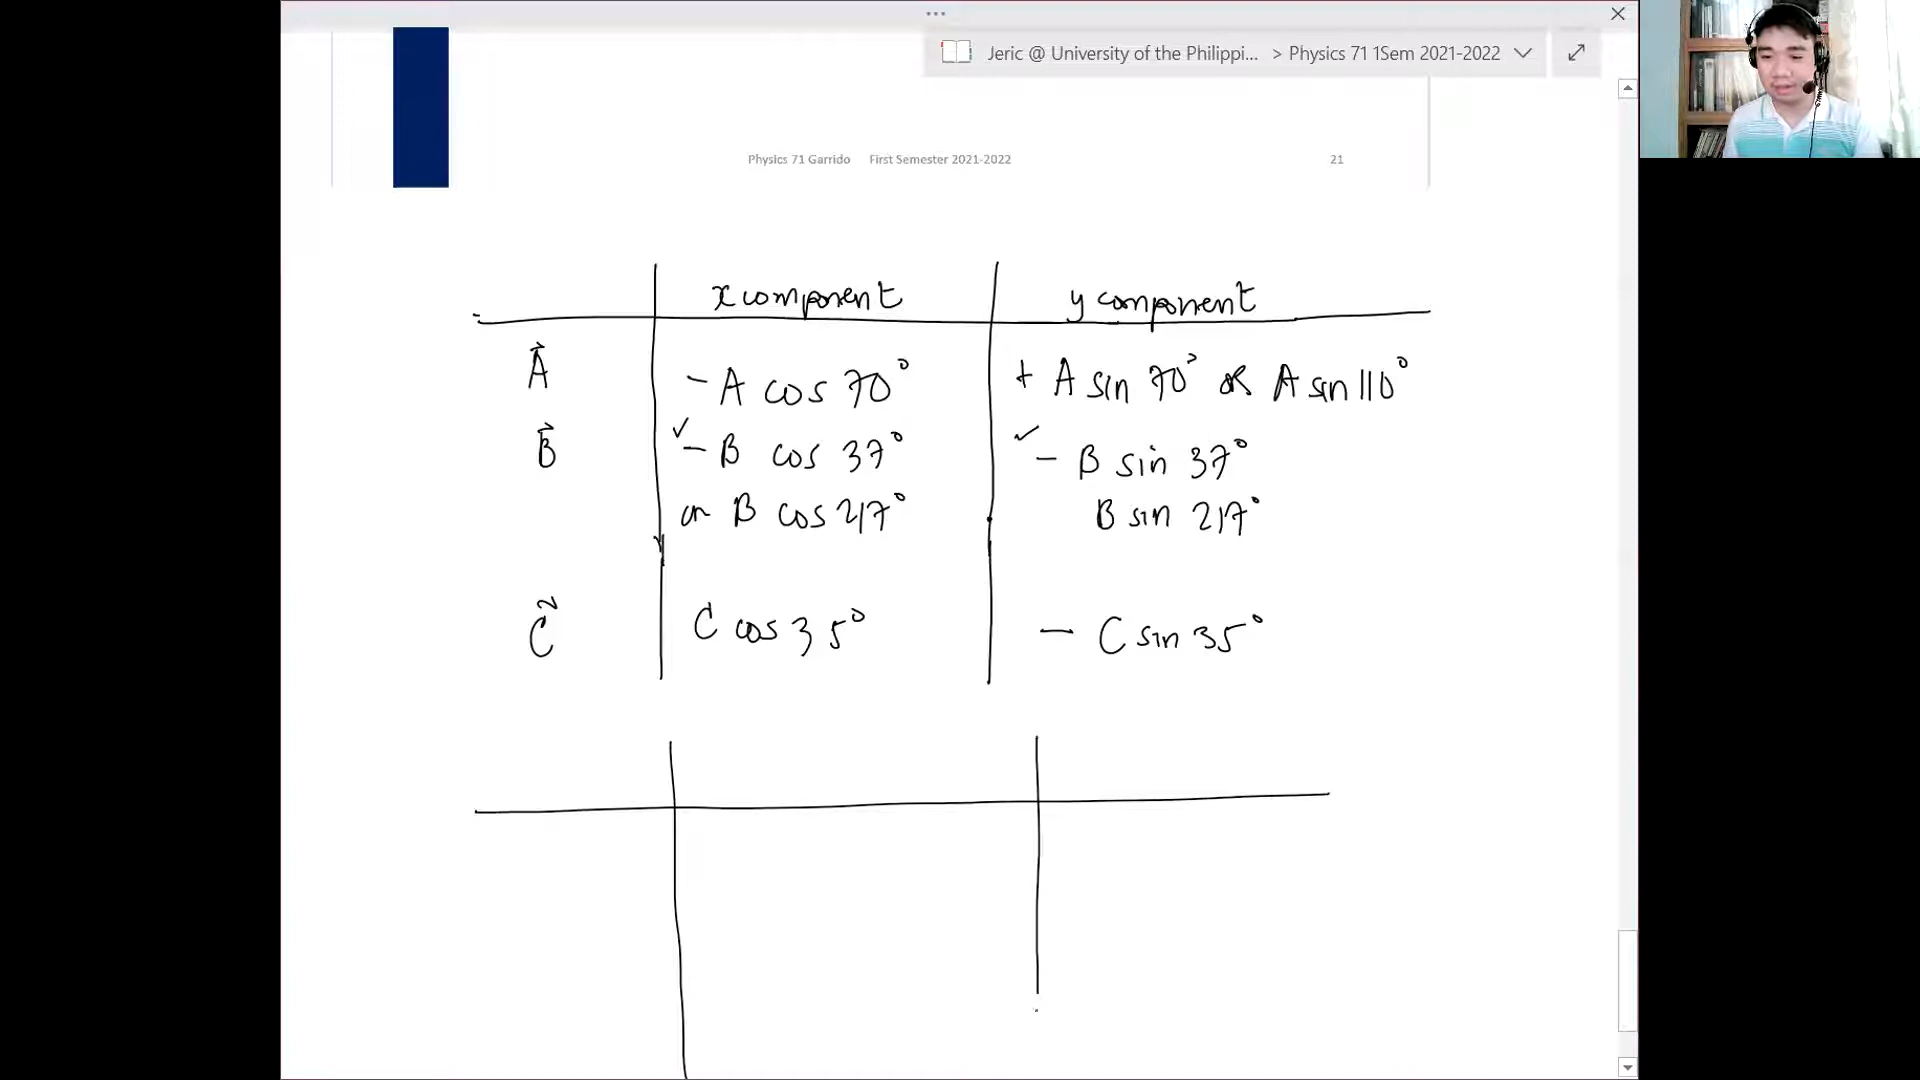 Jeric @ University of the Philippi... > Physics 71 1Sem 2021-2022
Physics 71 Garrido First Semester 2021-2022 21
x component y component
A⃗ - A cos 70° + A sin 70° or A sin 110°
B⃗ ✓ - B cos 37° ✓ - B sin 37°
or B cos 217° B sin 217°
C⃗ C cos 35° - C sin 35°